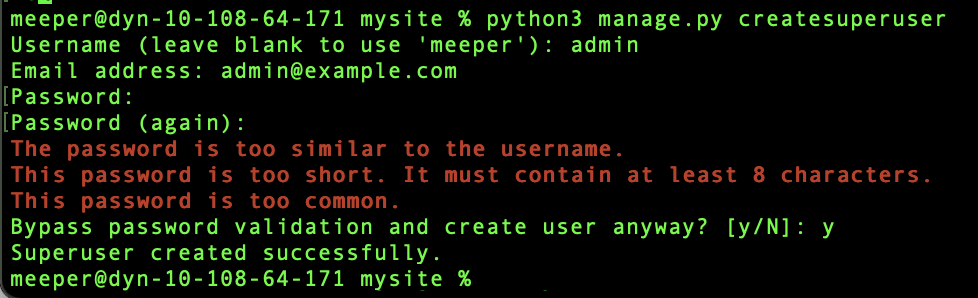 meeper@dyn-10-108-64-171 mysite % python3 manage.py createsuperuser
Username (leave blank to use 'meeper'): admin
Email address: admin@example.com
[Password:
[Password (again):
The password is too similar to the username.
This password is too short. It must contain at least 8 characters.
This password is too common.
Bypass password validation and create user anyway? [y/N]: y
Superuser created successfully.
meeper@dyn-10-108-64-171 mysite %